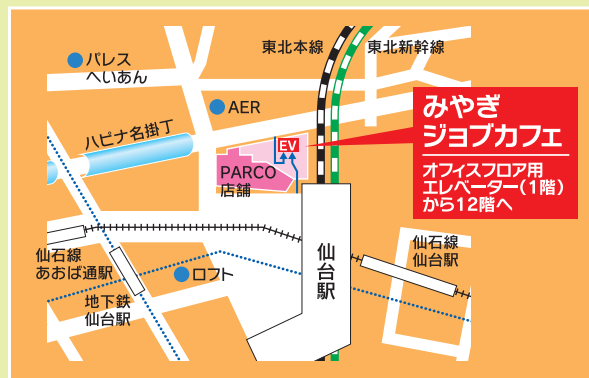 東北本線
東北新幹線
パレス
へいあん
AER
みやぎ
ジョブカフェ
オフィスフロア用
エレベーター(1階)
から12階へ
ハピナ名掛丁
EV
PARCO
店舗
仙石線
あおば通駅
ロフト
地下鉄
仙台駅
仙台駅
仙石線
仙台駅